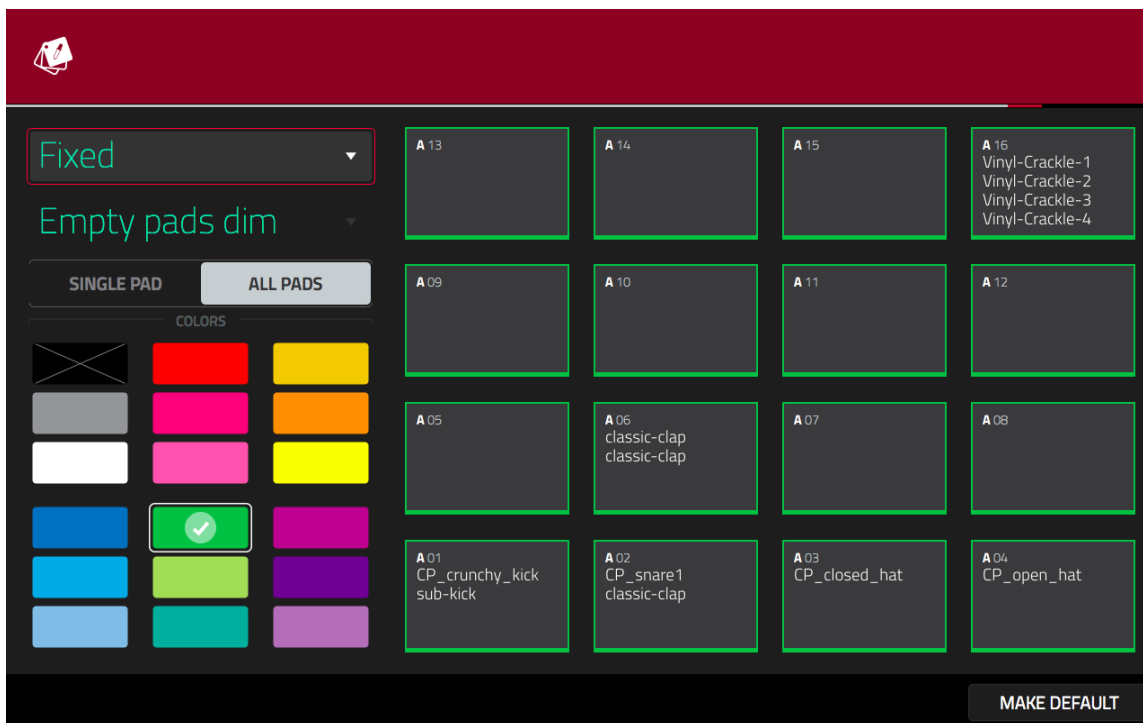 Fixed
Empty pads dim
SINGLE PAD
ALL PADS
COLORS
A 13
A 14
A 15
A 16
Vinyl-Crackle-1
Vinyl-Crackle-2
Vinyl-Crackle-3
Vinyl-Crackle-4
A 09
A 10
A 11
A 12
A 05
A 06
classic-clap
classic-clap
A 07
A 08
A 01
CP_crunchy_kick
sub-kick
A 02
CP_snare1
classic-clap
A 03
CP_closed_hat
A 04
CP_open_hat
MAKE DEFAULT